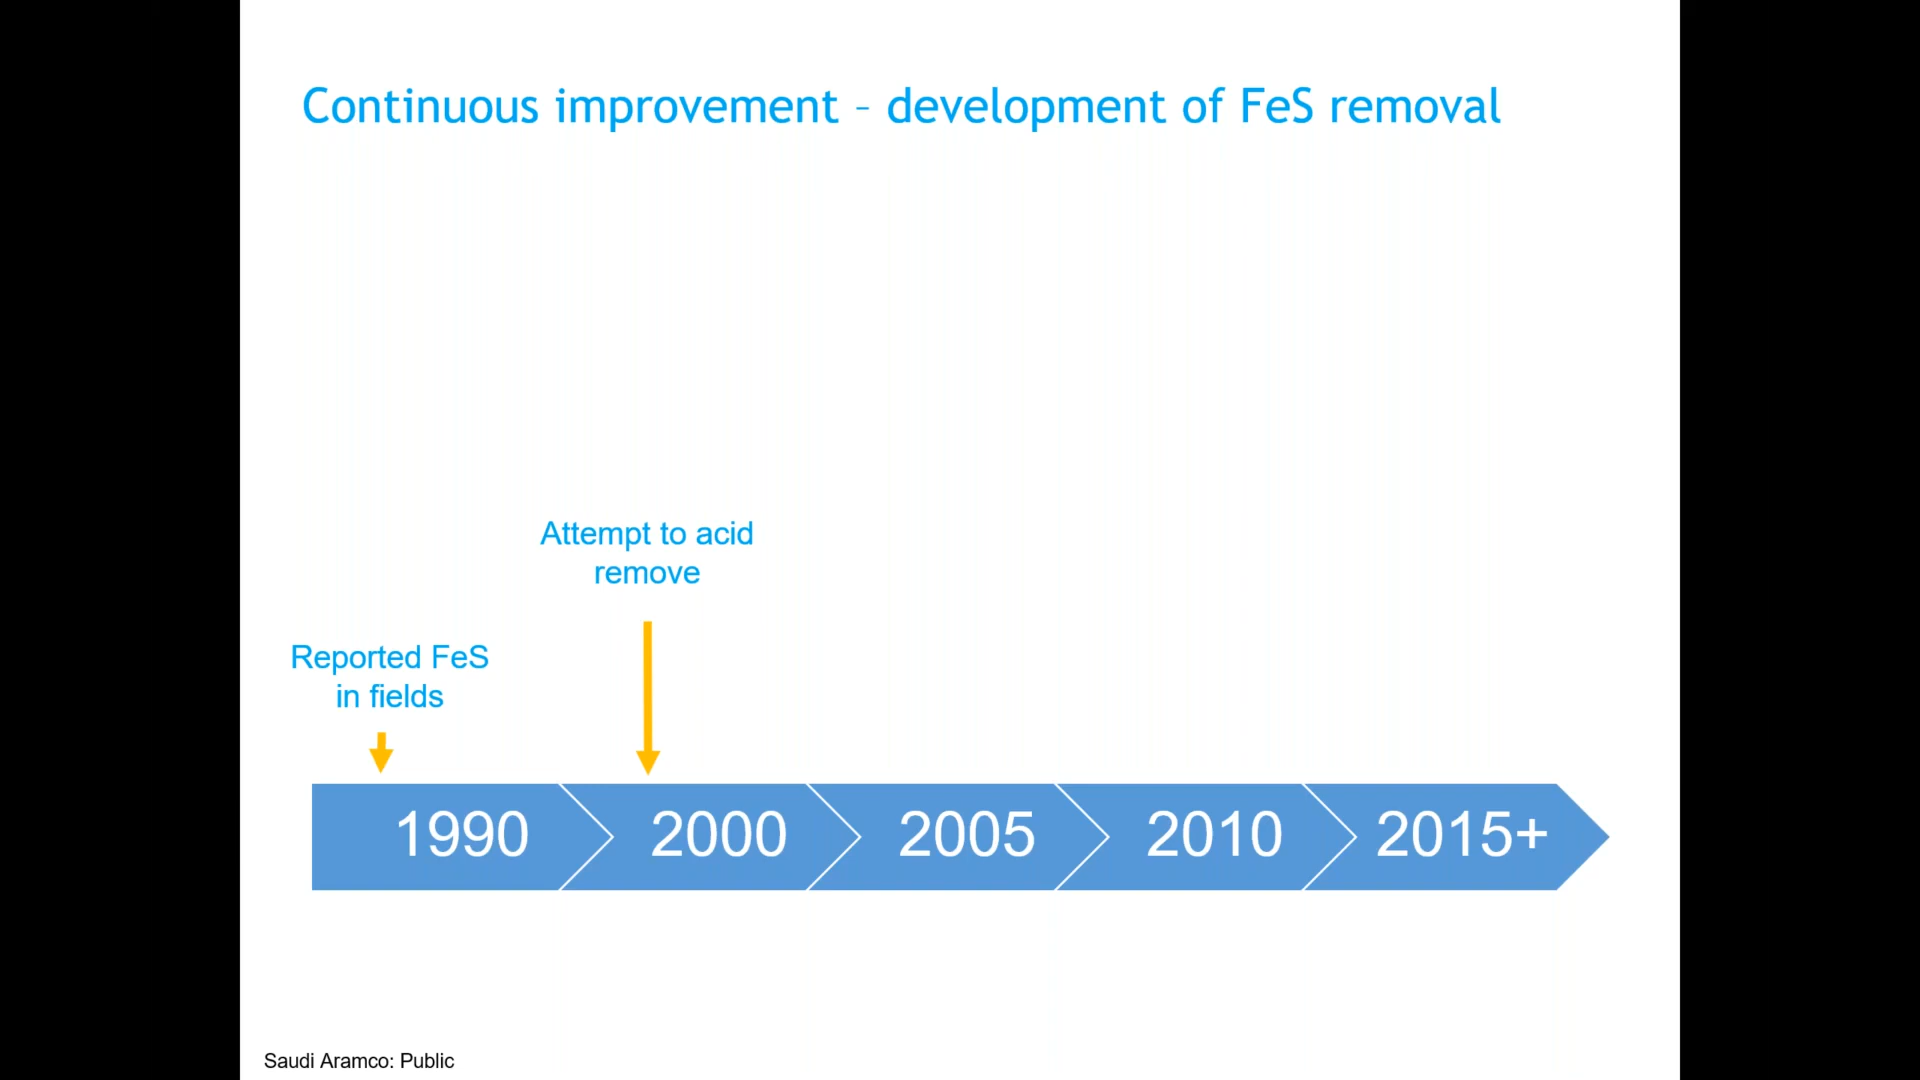 Continuous improvement – development of FeS removal
Attempt to acid
remove
Reported FeS
in fields
1990
2000
2005
2010
2015+
Saudi Aramco: Public